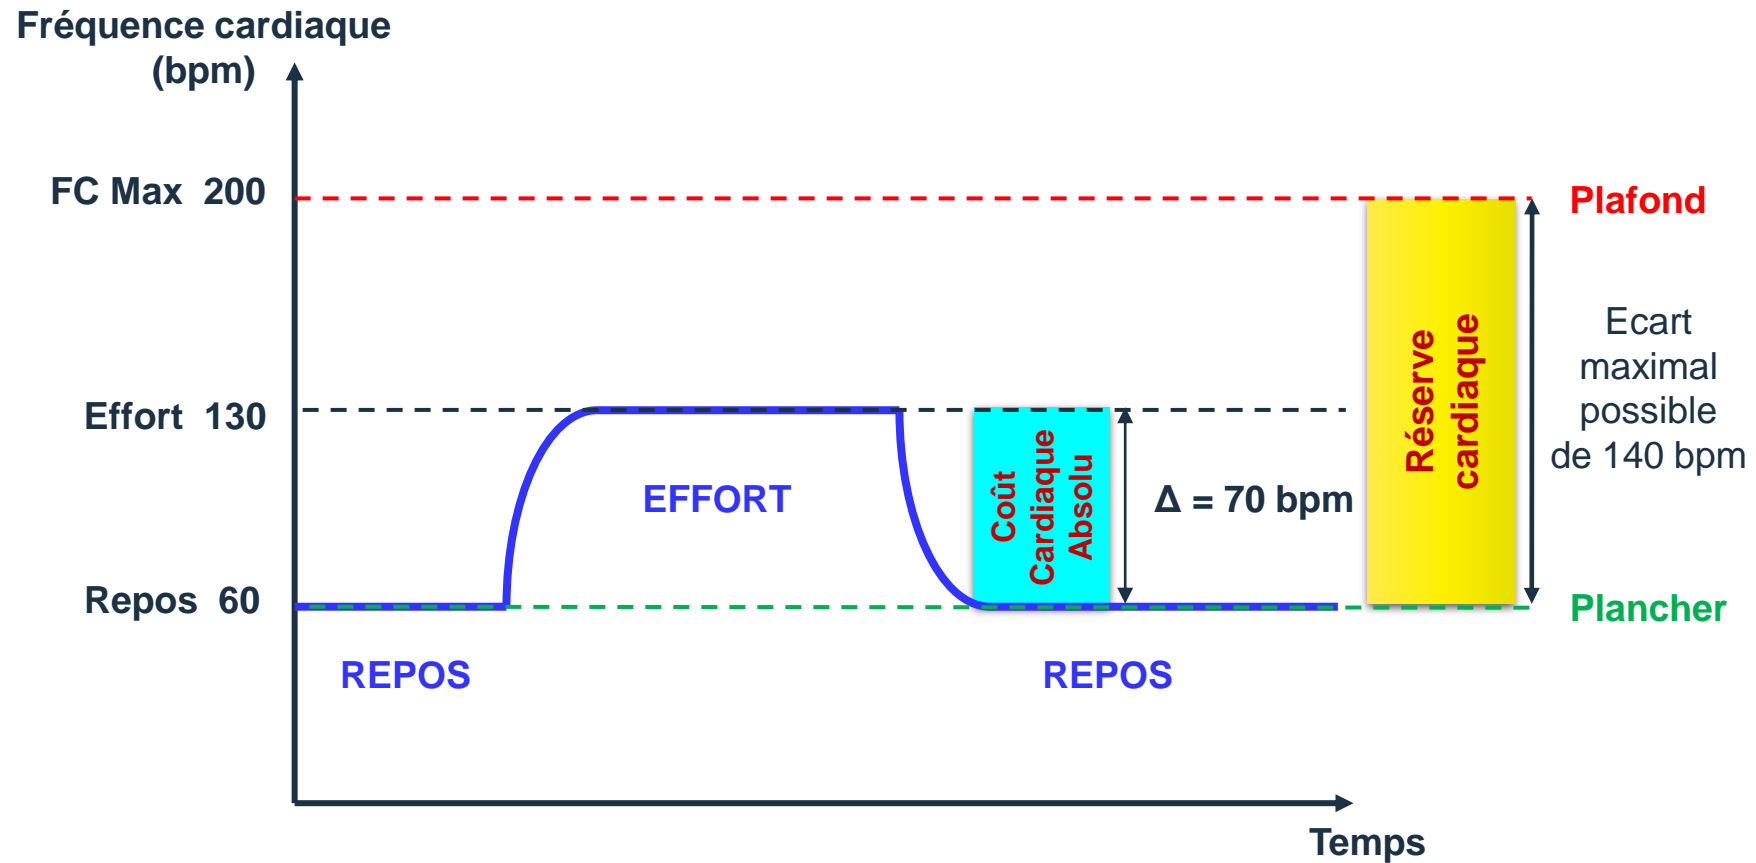 Fréquence cardiaque
(bpm)
FC Max 200
Plafond
Ecart
maximal
possible
de 140 bpm
Réserve
cardiaque
Effort 130
EFFORT
Coût
Cardiaque
Absolu
Δ = 70 bpm
Repos 60
Plancher
REPOS
REPOS
Temps